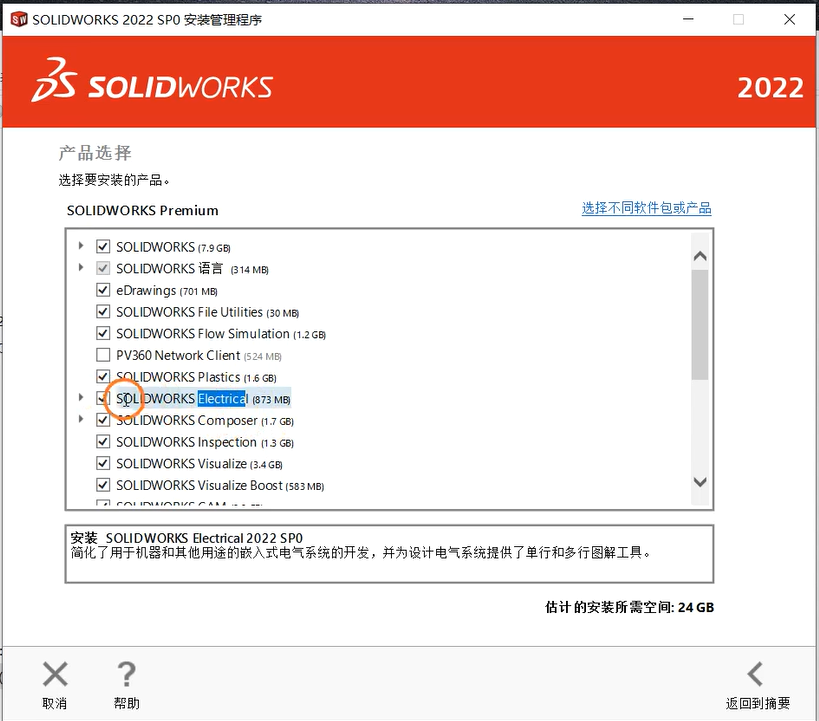 SOLIDWORKS 2022 SP0 安装管理程序
SOLIDWORKS 2022
产品选择
选择要安装的产品。
SOLIDWORKS Premium 选择不同软件包或产品
SOLIDWORKS (7.9 GB)
SOLIDWORKS 语言 (314 MB)
eDrawings (701 MB)
SOLIDWORKS File Utilities (30 MB)
SOLIDWORKS Flow Simulation (1.2 GB)
PV360 Network Client (524 MB)
SOLIDWORKS Plastics (1.6 GB)
SOLIDWORKS Electrical (873 MB)
SOLIDWORKS Composer (1.7 GB)
SOLIDWORKS Inspection (1.3 GB)
SOLIDWORKS Visualize (3.4 GB)
SOLIDWORKS Visualize Boost (583 MB)
SOLIDWORKS CAM
安装 SOLIDWORKS Electrical 2022 SP0
简化了用于机器和其他用途的嵌入式电气系统的开发，并为设计电气系统提供了单行和多行图解工具。
估计的安装所需空间: 24 GB
取消 帮助 返回到摘要